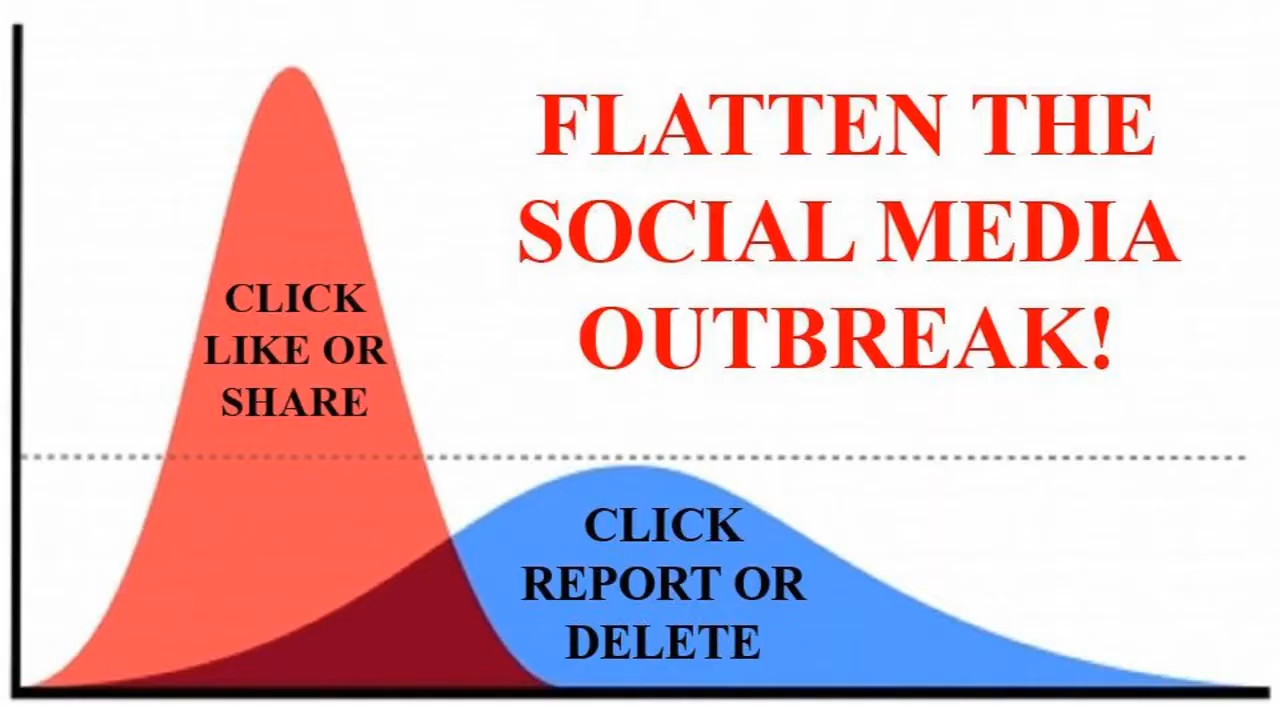 FLATTEN THE
SOCIAL MEDIA
OUTBREAK!
CLICK
LIKE OR
SHARE
CLICK
REPORT OR
DELETE